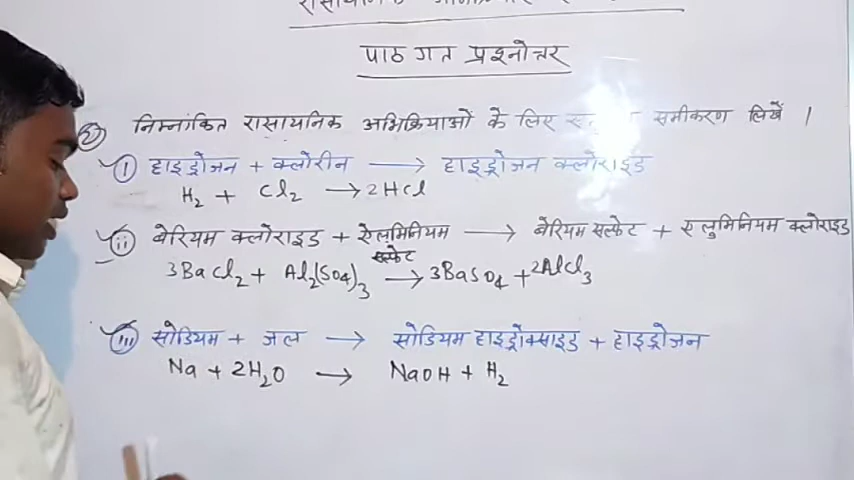 पाठ गत प्रश्नोत्तर
② निम्नांकित रासायनिक अभिक्रियाओं के लिए समीकरण लिखें ।
① हाइड्रोजन + क्लोरीन → हाइड्रोजन क्लोराइड
H₂ + Cl₂ → 2HCl
(ii) बेरियम क्लोराइड + ऐलुमिनियम सल्फेट → बेरियम सल्फेट + एलुमिनियम क्लोराइड
3BaCl₂ + Al₂(SO₄)₃ → 3BaSO₄ + 2AlCl₃
(iii) सोडियम + जल → सोडियम हाइड्रोक्साइड + हाइड्रोजन
Na + 2H₂O → NaOH + H₂